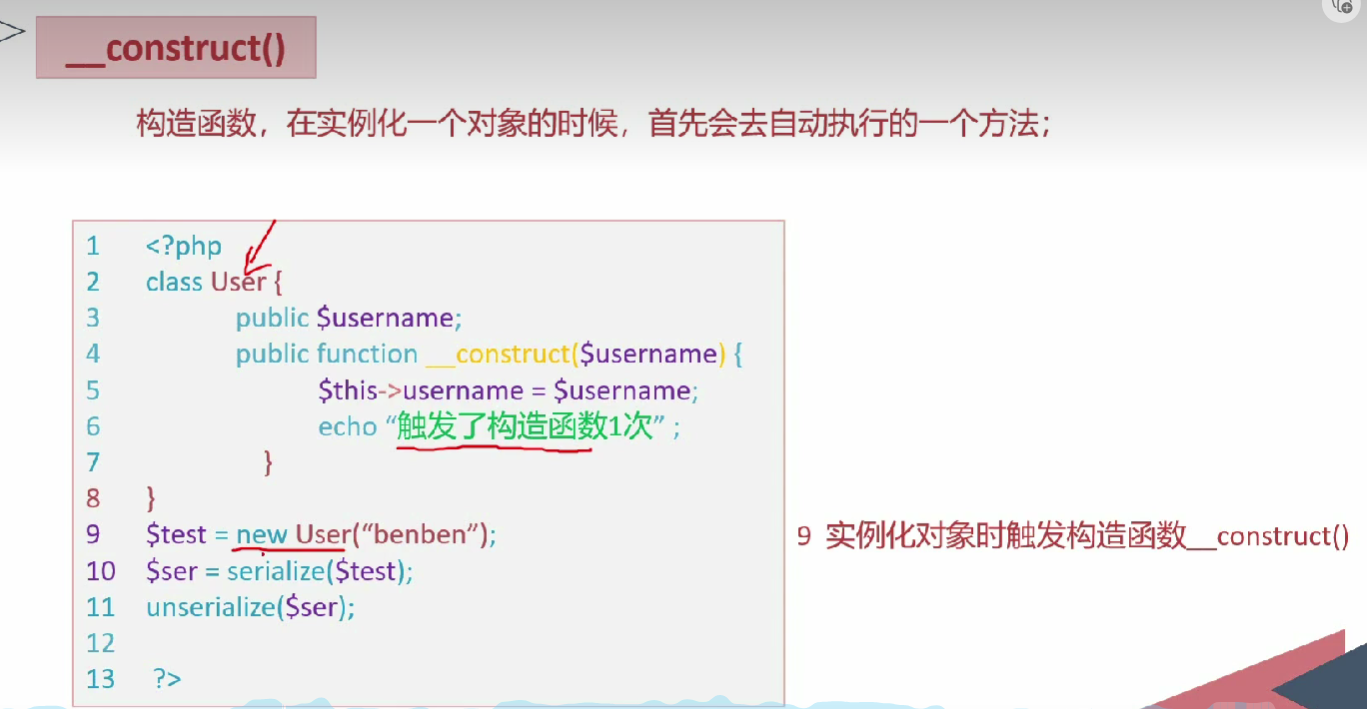 __construct()
构造函数，在实例化一个对象的时候，首先会去自动执行的一个方法；
1 <?php
2 class User {
3 public $username;
4 public function __construct($username) {
5 $this->username = $username;
6 echo “触发了构造函数1次” ;
7 }
8 }
9 $test = new User(“benben”);
10 $ser = serialize($test);
11 unserialize($ser);
12
13 ?>
9 实例化对象时触发构造函数__construct()